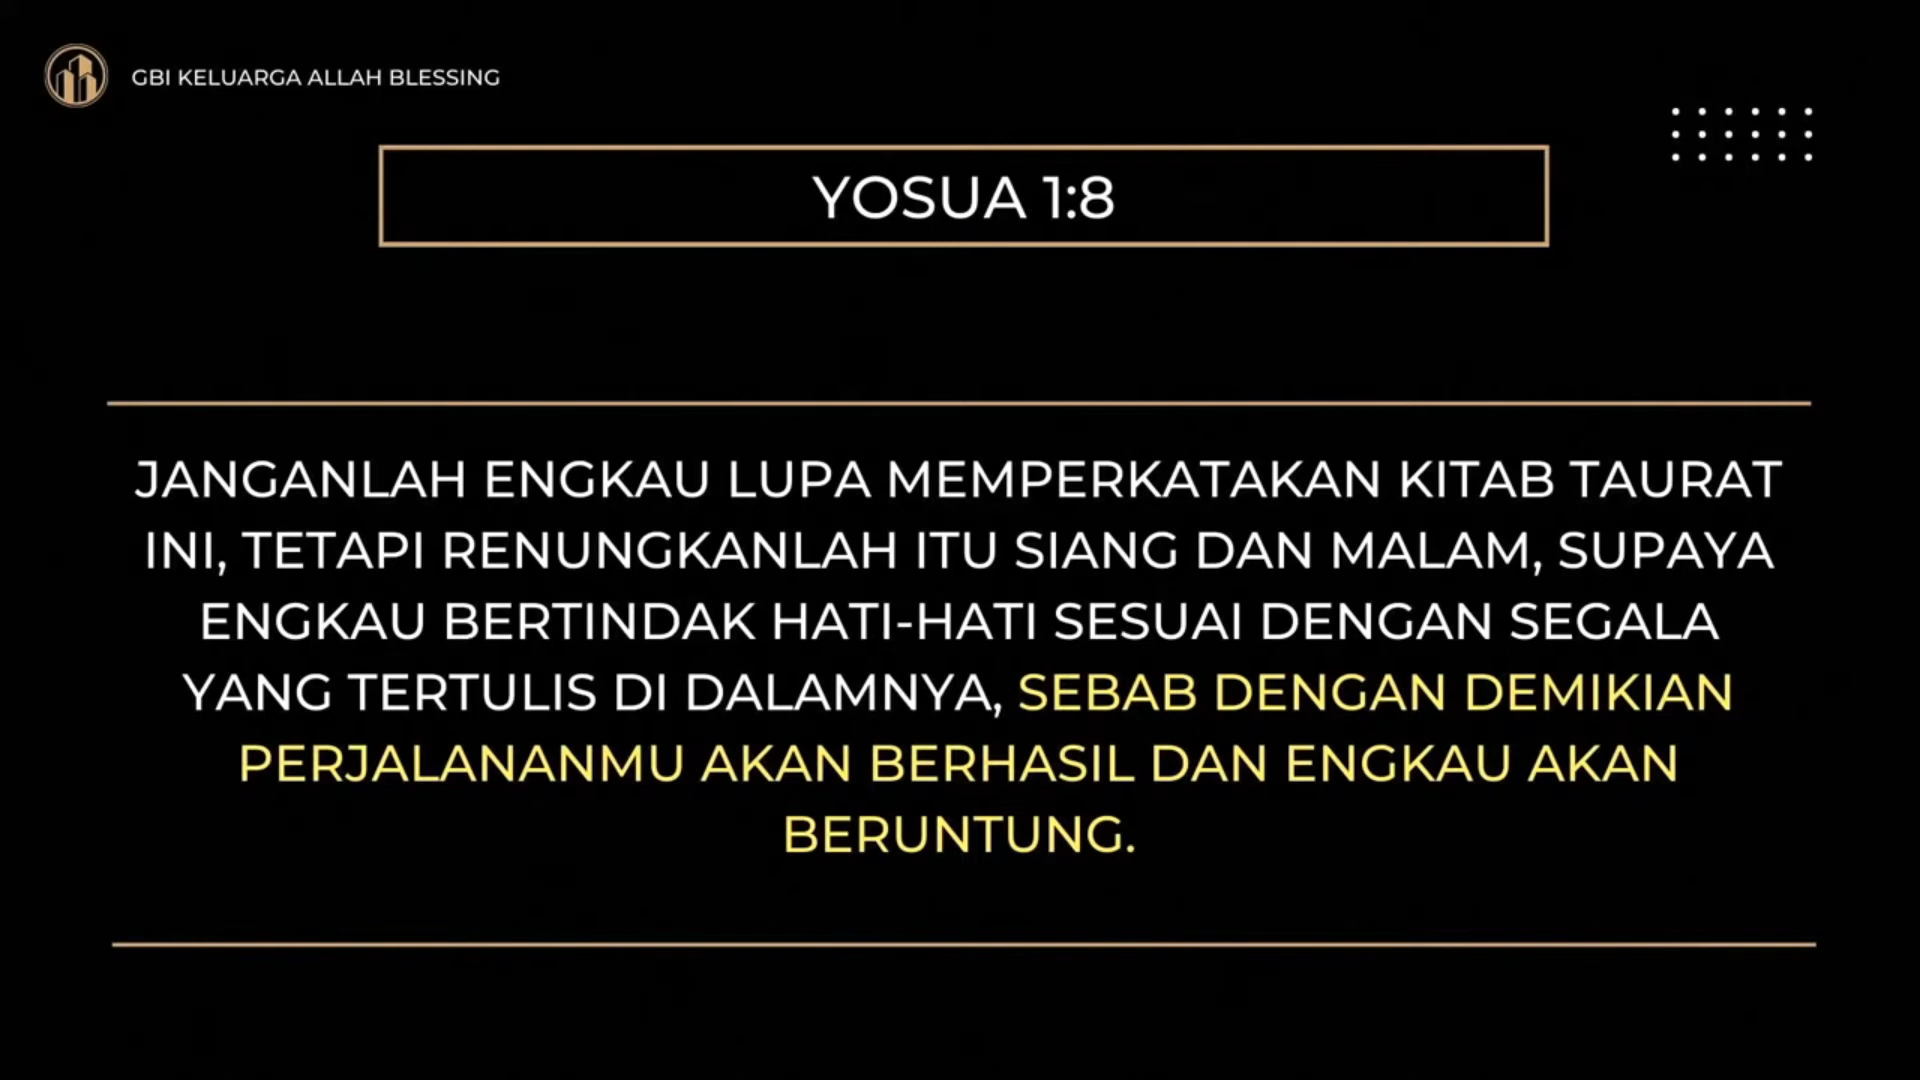 GBI KELUARGA ALLAH BLESSING
YOSUA 1:8
JANGANLAH ENGKAU LUPA MEMPERKATAKAN KITAB TAURAT
INI, TETAPI RENUNGKANLAH ITU SIANG DAN MALAM, SUPAYA
ENGKAU BERTINDAK HATI-HATI SESUAI DENGAN SEGALA
YANG TERTULIS DI DALAMNYA, SEBAB DENGAN DEMIKIAN
PERJALANANMU AKAN BERHASIL DAN ENGKAU AKAN
BERUNTUNG.